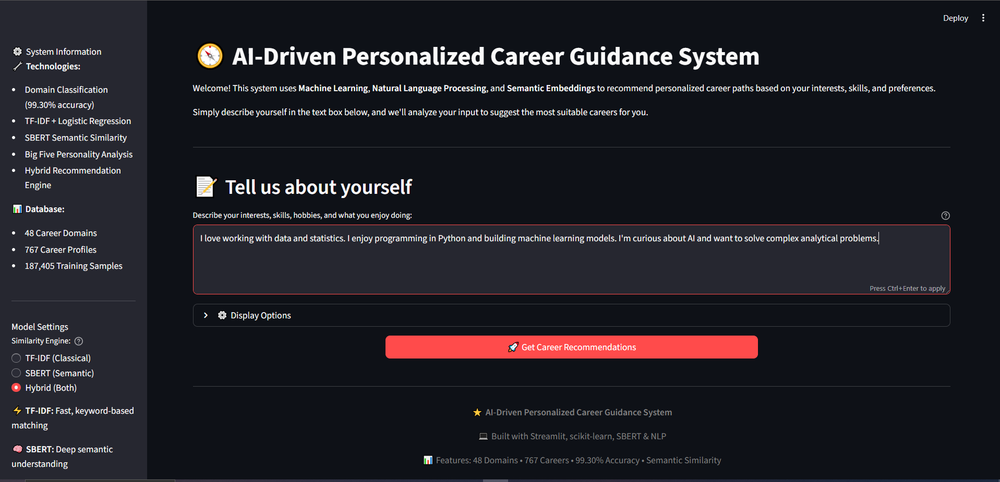 Deploy
System Information
Technologies:
Domain Classification
(99.30% accuracy)
TF-IDF + Logistic Regression
SBERT Semantic Similarity
Big Five Personality Analysis
Hybrid Recommendation
Engine
Database:
48 Career Domains
767 Career Profiles
187,405 Training Samples
Model Settings
Similarity Engine:
TF-IDF (Classical)
SBERT (Semantic)
Hybrid (Both)
TF-IDF: Fast, keyword-based
matching
SBERT: Deep semantic
understanding
AI-Driven Personalized Career Guidance System
Welcome! This system uses Machine Learning, Natural Language Processing, and Semantic Embeddings to recommend personalized career paths based on your interests, skills, and preferences.
Simply describe yourself in the text box below, and we'll analyze your input to suggest the most suitable careers for you.
Tell us about yourself
Describe your interests, skills, hobbies, and what you enjoy doing:
I love working with data and statistics. I enjoy programming in Python and building machine learning models. I'm curious about AI and want to solve complex analytical problems.
Press Ctrl+Enter to apply
Display Options
Get Career Recommendations
AI-Driven Personalized Career Guidance System
Built with Streamlit, scikit-learn, SBERT & NLP
Features: 48 Domains • 767 Careers • 99.30% Accuracy • Semantic Similarity